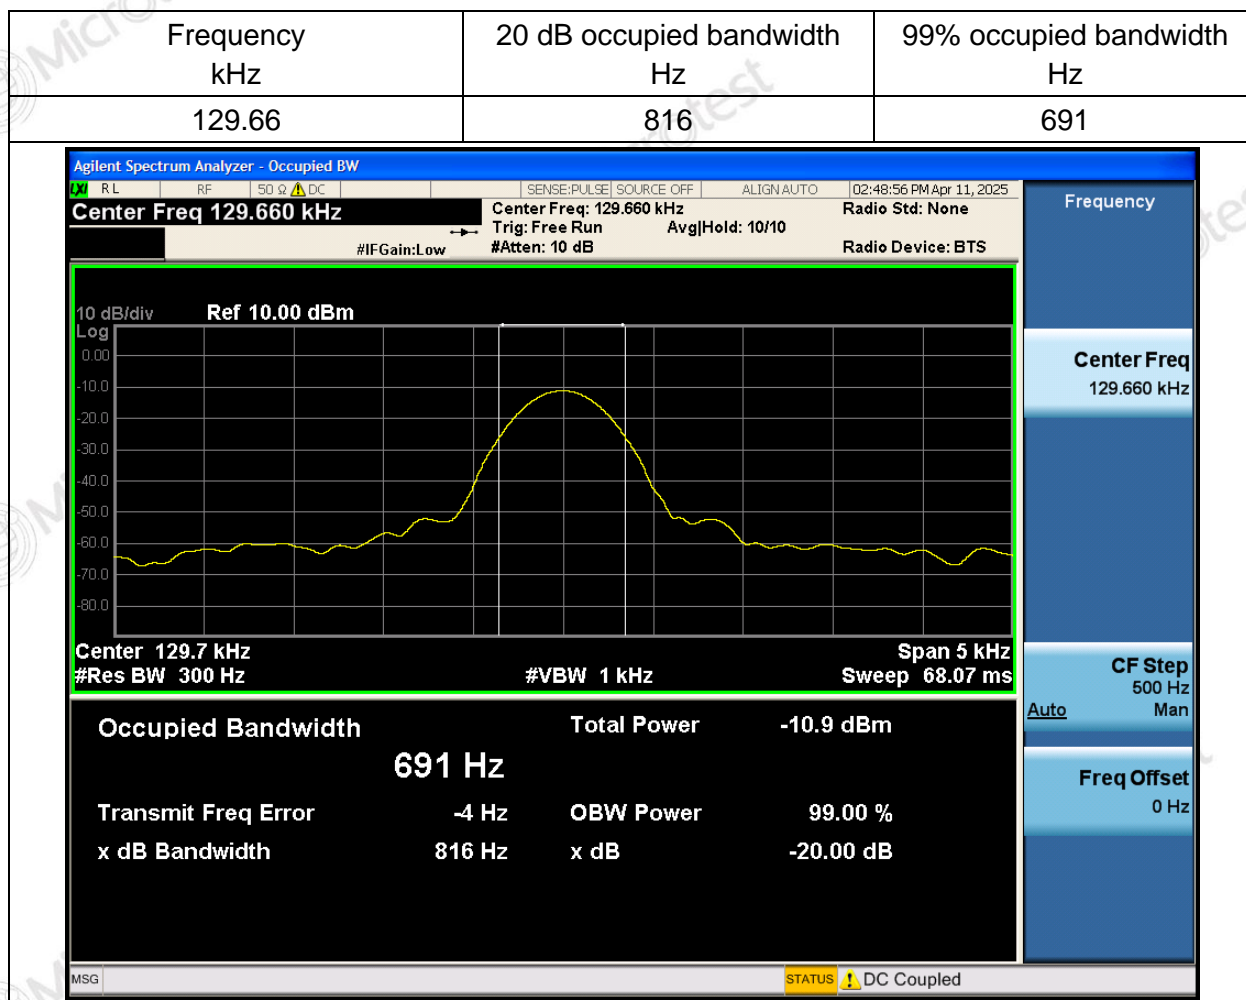 Frequency
kHz
20 dB occupied bandwidth
Hz
99% occupied bandwidth
Hz
129.66
816
691
Microtest
Agilent Spectrum Analyzer - Occupied BW
LXI RL RF 50 Ω DC SENSE:PULSE SOURCE OFF ALIGN AUTO 02:48:56 PM Apr 11, 2025
Center Freq 129.660 kHz
Center Freq: 129.660 kHz
Radio Std: None
Trig: Free Run Avg|Hold: 10/10
#IFGain:Low
#Atten: 10 dB
Radio Device: BTS
10 dB/div Ref 10.00 dBm
Log
0.00
-10.0
-20.0
-30.0
-40.0
-50.0
-60.0
-70.0
-80.0
Center 129.7 kHz
Span 5 kHz
#Res BW 300 Hz
#VBW 1 kHz
Sweep 68.07 ms
Occupied Bandwidth
691 Hz
Total Power -10.9 dBm
Transmit Freq Error -4 Hz
OBW Power 99.00 %
x dB Bandwidth 816 Hz
x dB -20.00 dB
Frequency
Center Freq
129.660 kHz
CF Step
500 Hz
Auto Man
Freq Offset
0 Hz
MSG
STATUS
DC Coupled